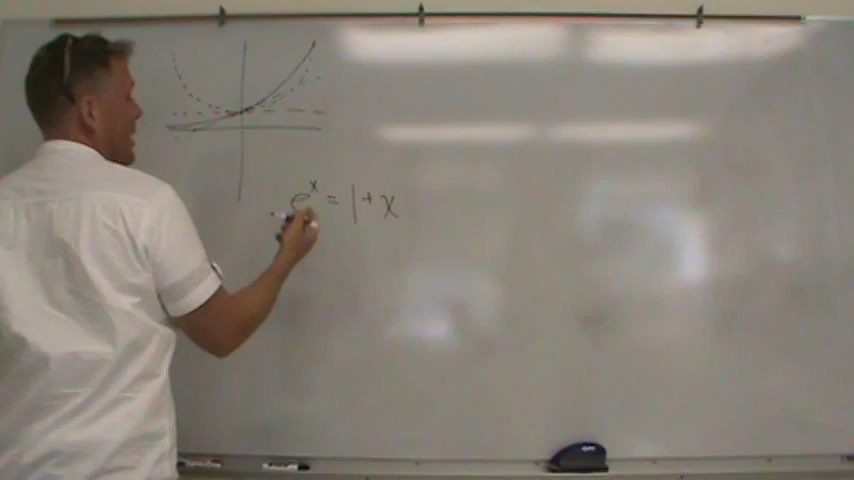 e^x = 1 + x